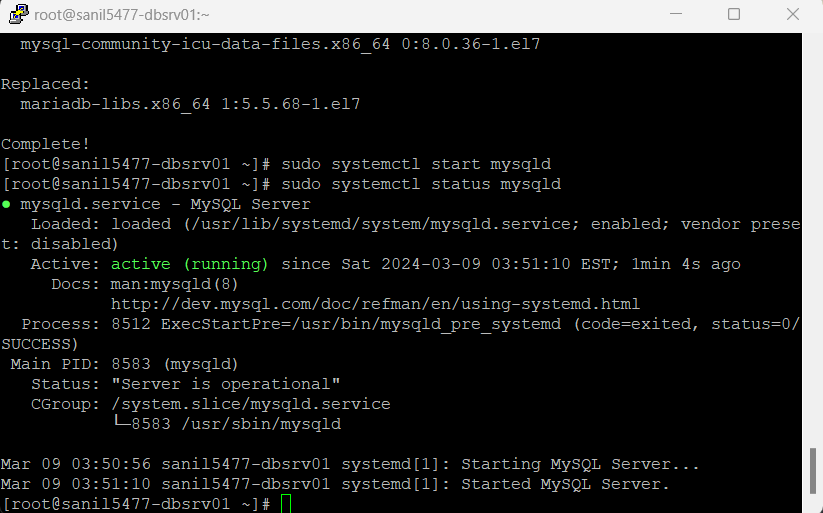 root@sanil5477-dbsrv01:~
mysql-community-icu-data-files.x86_64 0:8.0.36-1.el7
Replaced:
mariadb-libs.x86_64 1:5.5.68-1.el7
Complete!
[root@sanil5477-dbsrv01 ~]# sudo systemctl start mysqld
[root@sanil5477-dbsrv01 ~]# sudo systemctl status mysqld
● mysqld.service - MySQL Server
Loaded: loaded (/usr/lib/systemd/system/mysqld.service; enabled; vendor prese
t: disabled)
Active: active (running) since Sat 2024-03-09 03:51:10 EST; 1min 4s ago
Docs: man:mysqld(8)
http://dev.mysql.com/doc/refman/en/using-systemd.html
Process: 8512 ExecStartPre=/usr/bin/mysqld_pre_systemd (code=exited, status=0/
SUCCESS)
Main PID: 8583 (mysqld)
Status: "Server is operational"
CGroup: /system.slice/mysqld.service
└─8583 /usr/sbin/mysqld
Mar 09 03:50:56 sanil5477-dbsrv01 systemd[1]: Starting MySQL Server...
Mar 09 03:51:10 sanil5477-dbsrv01 systemd[1]: Started MySQL Server.
[root@sanil5477-dbsrv01 ~]#